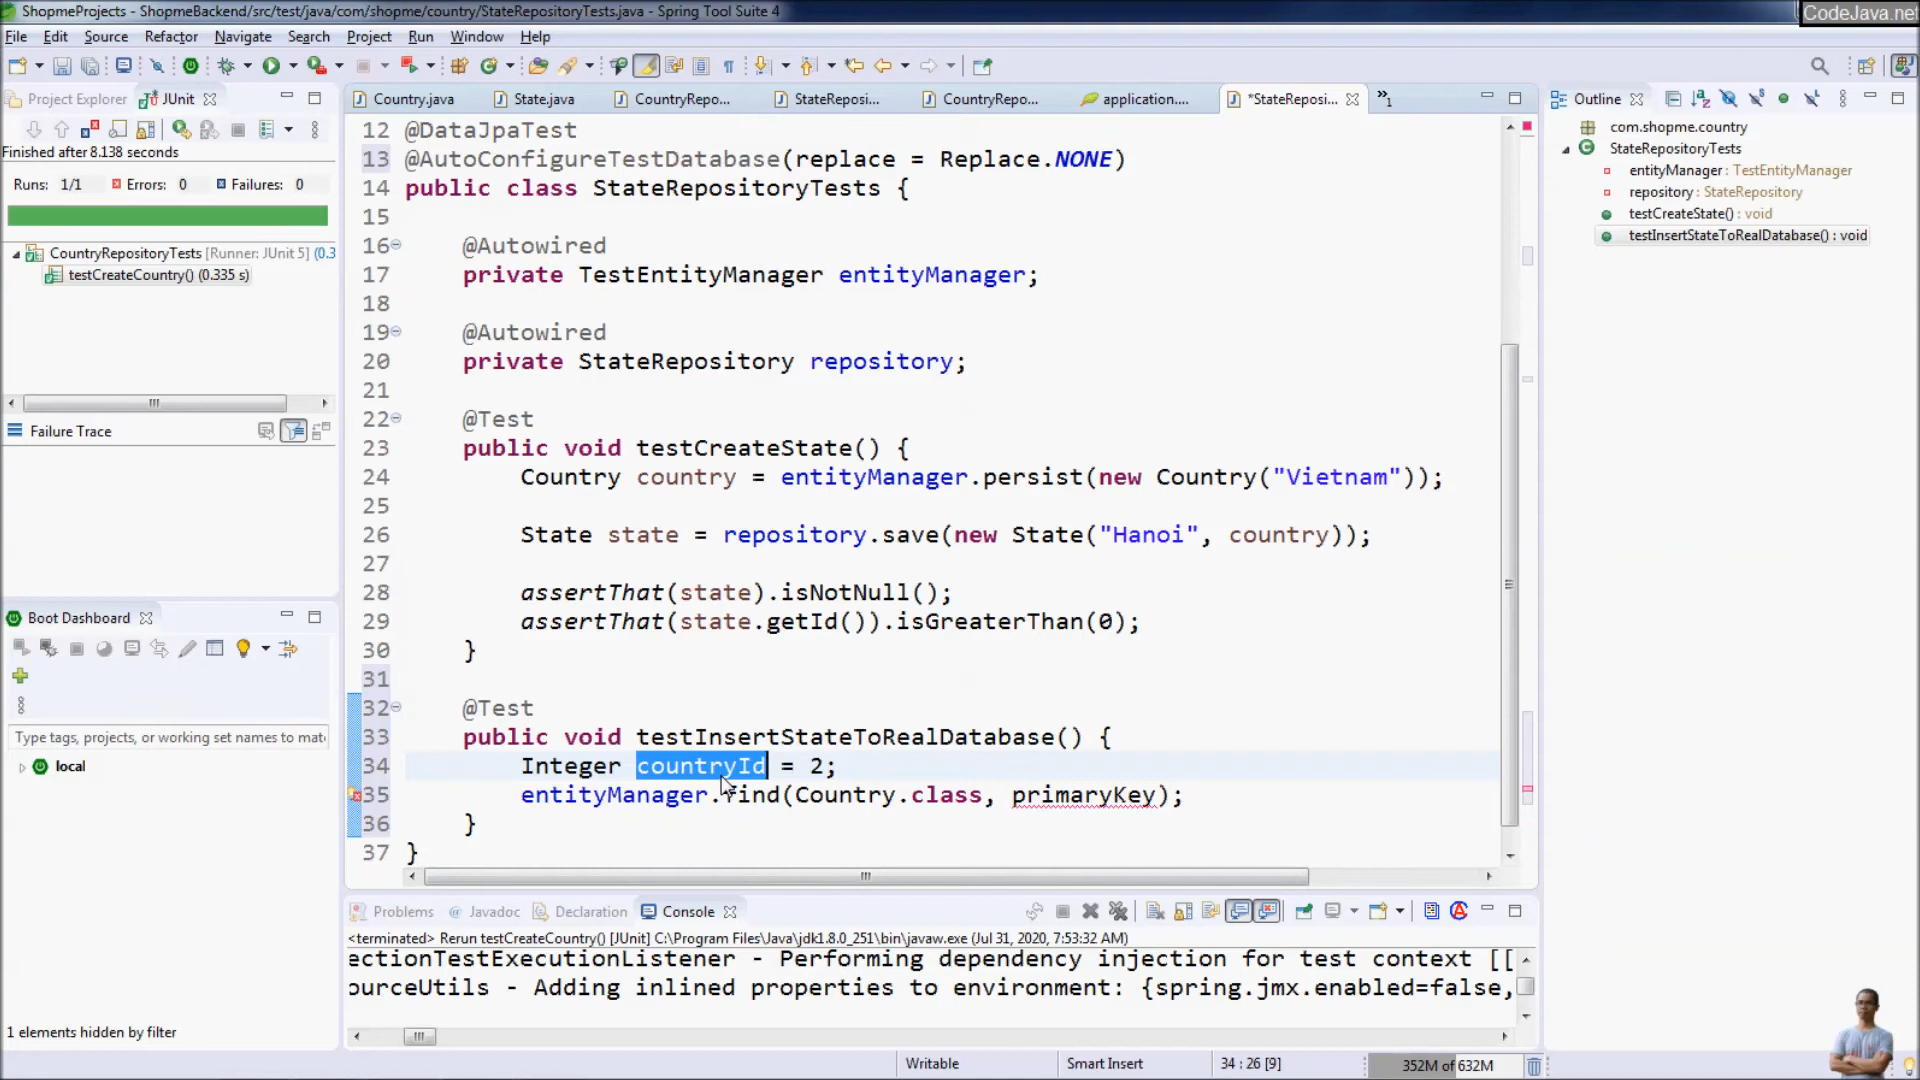 ShopmeProjects - ShopmeBackend/src/test/java/com/shopme/country/StateRepositoryTests.java - Spring Tool Suite 4
CodeJava.net
File Edit Source Refactor Navigate Search Project Run Window Help
Project Explorer JUnit
Country.java State.java CountryRepo... StateReposi... CountryRepo... application.... *StateReposi... »1
Outline
Finished after 8.138 seconds
Runs: 1/1 Errors: 0 Failures: 0
CountryRepositoryTests [Runner: JUnit 5] (0.3
testCreateCountry() (0.335 s)
Failure Trace
Boot Dashboard
Type tags, projects, or working set names to mat
local
1 elements hidden by filter
12 @DataJpaTest
13 @AutoConfigureTestDatabase(replace = Replace.NONE)
14 public class StateRepositoryTests {
15
16 @Autowired
17 private TestEntityManager entityManager;
18
19 @Autowired
20 private StateRepository repository;
21
22 @Test
23 public void testCreateState() {
24 Country country = entityManager.persist(new Country("Vietnam"));
25
26 State state = repository.save(new State("Hanoi", country));
27
28 assertThat(state).isNotNull();
29 assertThat(state.getId()).isGreaterThan(0);
30 }
31
32 @Test
33 public void testInsertStateToRealDatabase() {
34 Integer countryId = 2;
35 entityManager.find(Country.class, primaryKey);
36 }
37 }
com.shopme.country
StateRepositoryTests
entityManager : TestEntityManager
repository : StateRepository
testCreateState() : void
testInsertStateToRealDatabase() : void
Problems Javadoc Declaration Console
<terminated> Rerun testCreateCountry() [JUnit] C:\Program Files\Java\jdk1.8.0_251\bin\javaw.exe (Jul 31, 2020, 7:53:32 AM)
ectionTestExecutionListener - Performing dependency injection for test context [[
ourceUtils - Adding inlined properties to environment: {spring.jmx.enabled=false,
Writable Smart Insert 34 : 26 [9] 352M of 632M